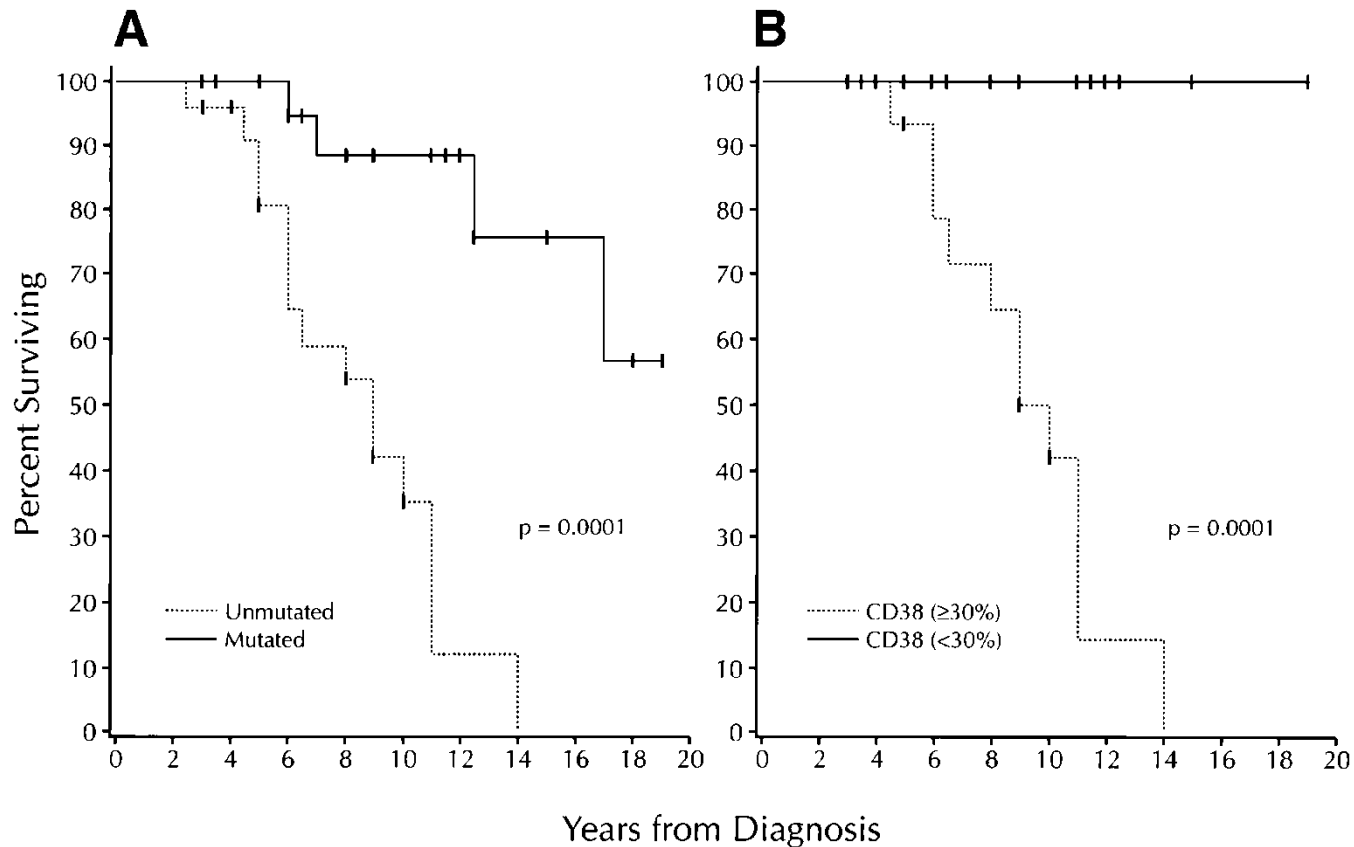 A
B
Percent Surviving
100
90
80
70
60
50
40
30
20
10
0
p = 0.0001
Unmutated
Mutated
0 2 4 6 8 10 12 14 16 18 20
100
90
80
70
60
50
40
30
20
10
0
p = 0.0001
CD38 (≥30%)
CD38 (<30%)
0 2 4 6 8 10 12 14 16 18 20
Years from Diagnosis